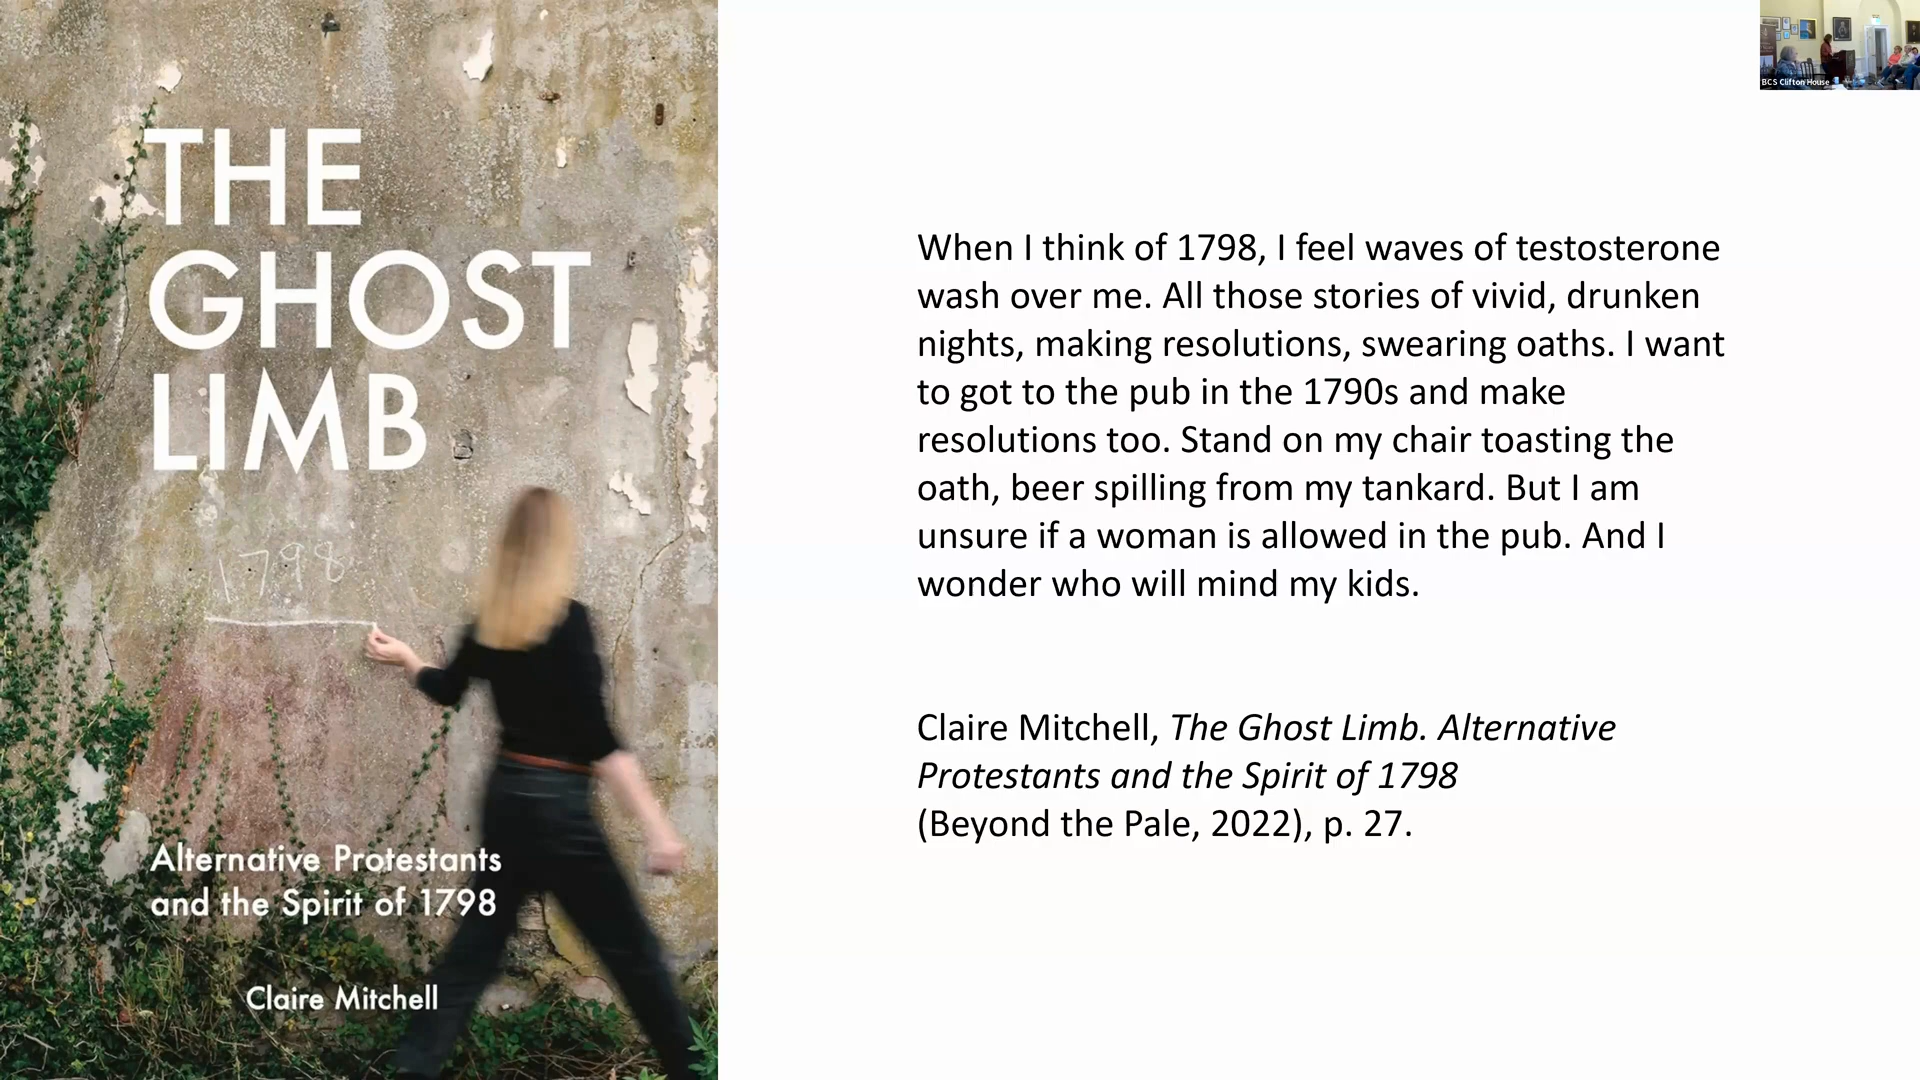 THE
GHOST
LIMB
1798
Alternative Protestants
and the Spirit of 1798
Claire Mitchell
When I think of 1798, I feel waves of testosterone
wash over me. All those stories of vivid, drunken
nights, making resolutions, swearing oaths. I want
to got to the pub in the 1790s and make
resolutions too. Stand on my chair toasting the
oath, beer spilling from my tankard. But I am
unsure if a woman is allowed in the pub. And I
wonder who will mind my kids.
Claire Mitchell, The Ghost Limb. Alternative
Protestants and the Spirit of 1798
(Beyond the Pale, 2022), p. 27.
BCS Clifton House